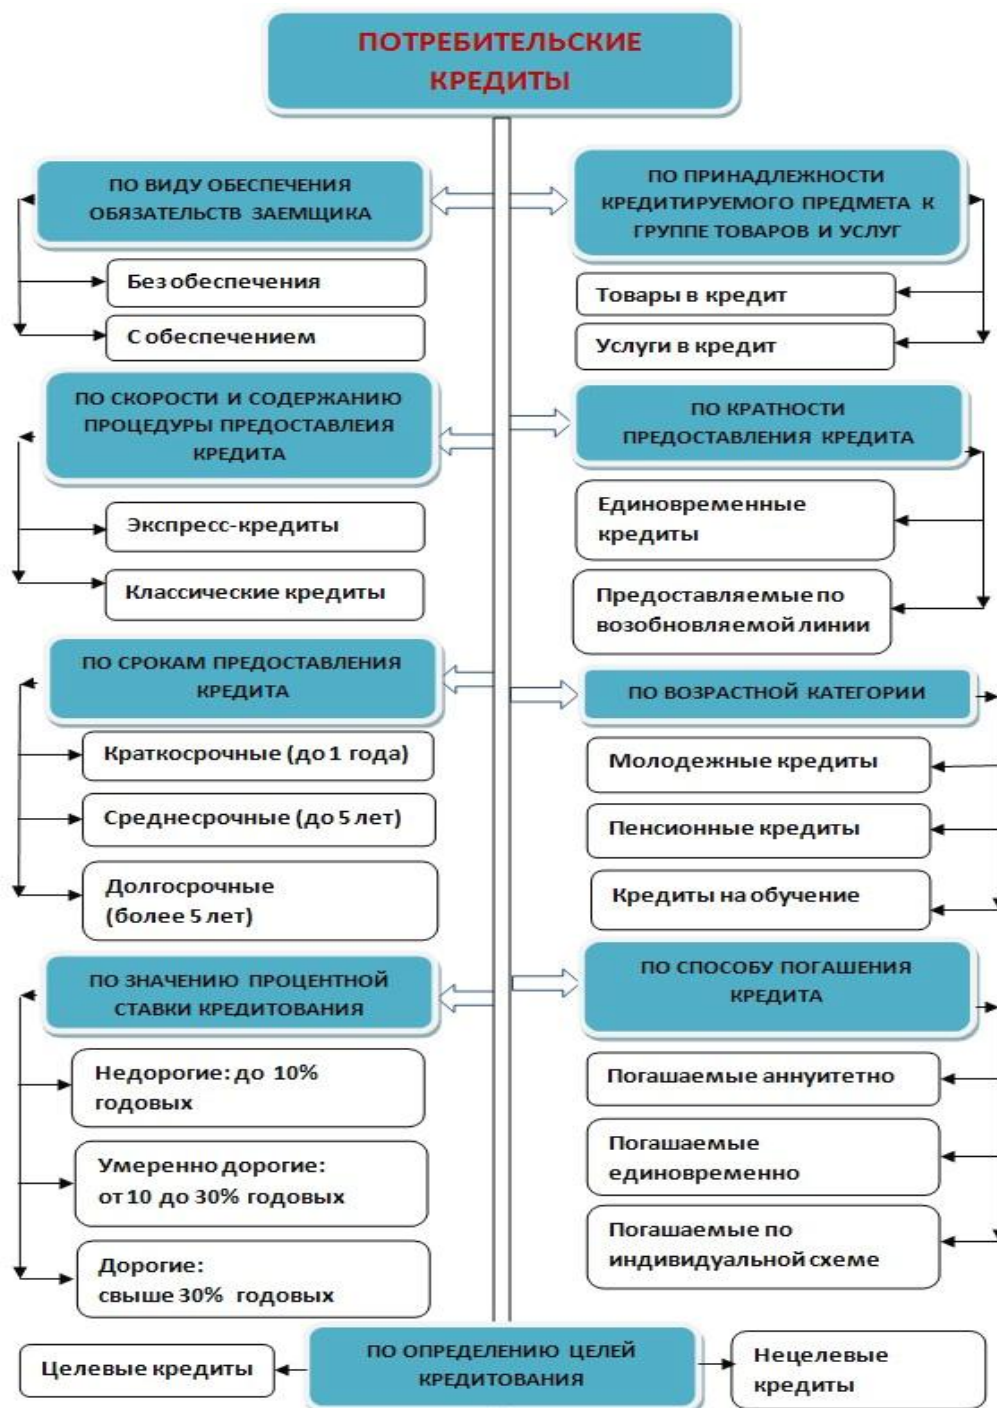 ПОТРЕБИТЕЛЬСКИЕ
КРЕДИТЫ
ПО ВИДУ ОБЕСПЕЧЕНИЯ
ОБЯЗАТЕЛЬСТВ ЗАЕМЩИКА
Без обеспечения
С обеспечением
ПО ПРИНАДЛЕЖНОСТИ
КРЕДИТИРУЕМОГО ПРЕДМЕТА К
ГРУППЕ ТОВАРОВ И УСЛУГ
Товары в кредит
Услуги в кредит
ПО СКОРОСТИ И СОДЕРЖАНИЮ
ПРОЦЕДУРЫ ПРЕДОСТАВЛЕИЯ
КРЕДИТА
Экспресс-кредиты
Классические кредиты
ПО КРАТНОСТИ
ПРЕДОСТАВЛЕНИЯ КРЕДИТА
Единовременные
кредиты
Предоставляемые по
возобновляемой линии
ПО СРОКАМ ПРЕДОСТАВЛЕНИЯ
КРЕДИТА
Краткосрочные (до 1 года)
Среднесрочные (до 5 лет)
Долгосрочные
(более 5 лет)
ПО ВОЗРАСТНОЙ КАТЕГОРИИ
Молодежные кредиты
Пенсионные кредиты
Кредиты на обучение
ПО ЗНАЧЕНИЮ ПРОЦЕНТНОЙ
СТАВКИ КРЕДИТОВАНИЯ
Недорогие: до 10%
годовых
Умеренно дорогие:
от 10 до 30% годовых
Дорогие:
свыше 30% годовых
ПО СПОСОБУ ПОГАШЕНИЯ
КРЕДИТА
Погашаемые аннуитетно
Погашаемые
единовременно
Погашаемые по
индивидуальной схеме
ПО ОПРЕДЕЛЕНИЮ ЦЕЛЕЙ
КРЕДИТОВАНИЯ
Целевые кредиты
Нецелевые
кредиты